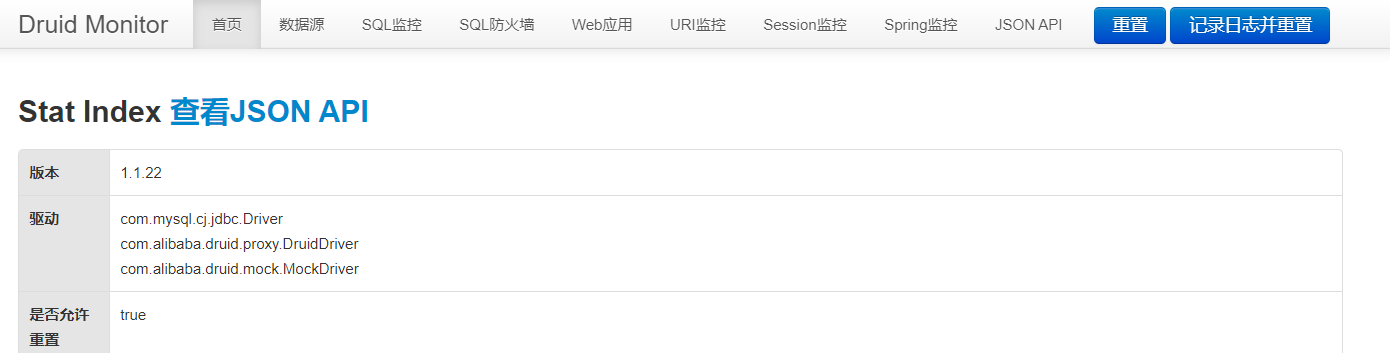 Druid Monitor 首页 数据源 SQL监控 SQL防火墙 Web应用 URI监控 Session监控 Spring监控 JSON API 重置 记录日志并重置
Stat Index 查看JSON API
版本 1.1.22
驱动 com.mysql.cj.jdbc.Driver
com.alibaba.druid.proxy.DruidDriver
com.alibaba.druid.mock.MockDriver
是否允许 true
重置